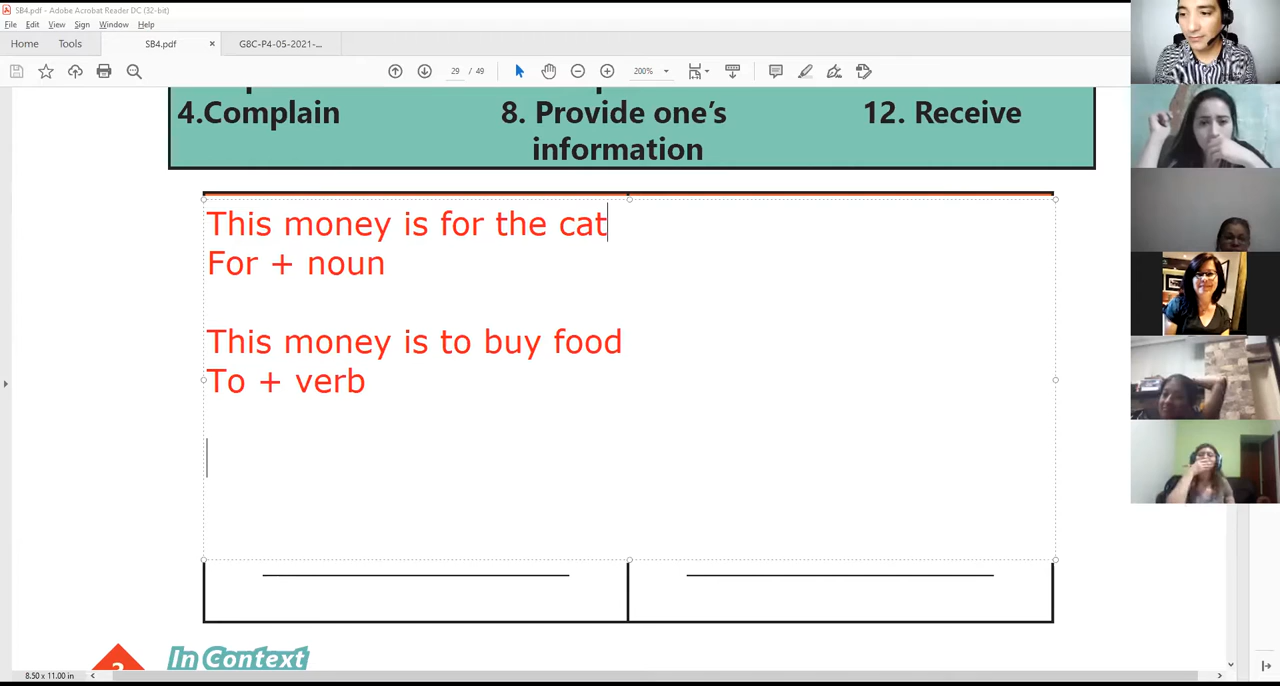 SB4.pdf - Adobe Acrobat Reader DC (32-bit)
File Edit View Sign Window Help
Home Tools SB4.pdf × G8C-P4-05-2021-...
29 / 49 200%
4.Complain 8. Provide one's 12. Receive
information
This money is for the cat
For + noun
This money is to buy food
To + verb
In Context
8.50 x 11.00 in